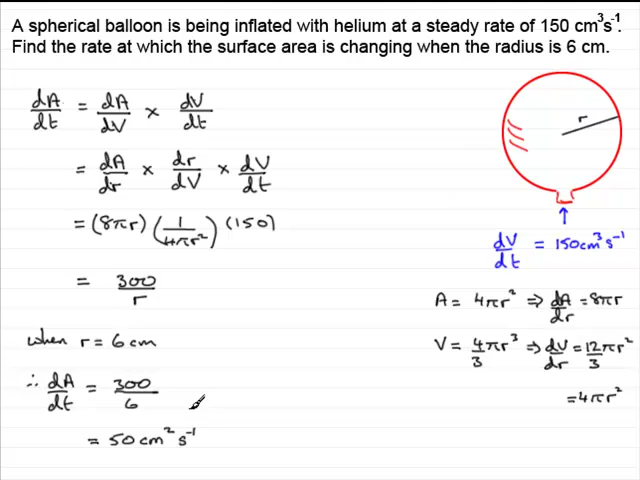 A spherical balloon is being inflated with helium at a steady rate of 150 cm³s⁻¹.
Find the rate at which the surface area is changing when the radius is 6 cm.
dA/dt = dA/dV × dV/dt
= dA/dr × dr/dV × dV/dt
= (8πr) (1/4πr²) (150)
= 300/r
when r = 6 cm
∴ dA/dt = 300/6
= 50 cm² s⁻¹
r
dV/dt = 150 cm³ s⁻¹
A = 4πr² ⇒ dA/dr = 8πr
V = 4/3 πr³ ⇒ dV/dr = 12/3 πr²
= 4πr²